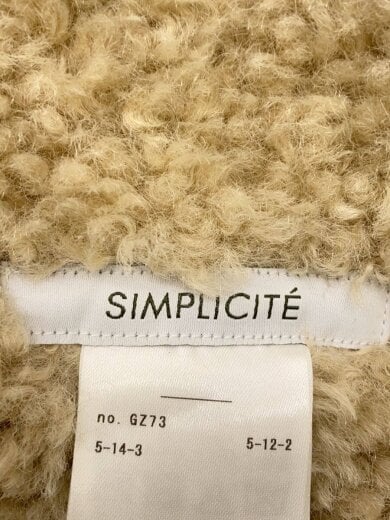 SIMPLICITÉ
no. GZ73
5-14-3 5-12-2